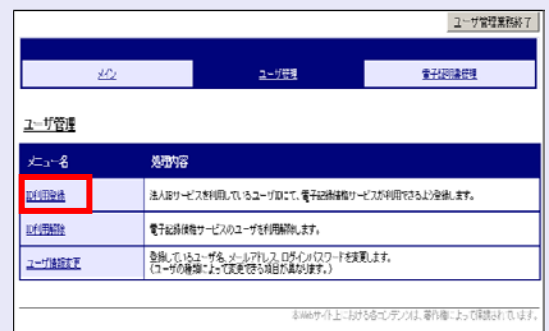 ユーザ管理業務終了
メイン
ユーザ管理
電子証明書管理
ユーザ管理
メニュー名
処理内容
ID利用登録
法人IBサービスを利用しているユーザIDにて、電子記録債権サービスが利用できるよう登録します。
ID利用解除
電子記録債権サービスのユーザを利用解除します。
ユーザ情報変更
登録しているユーザ名、メールアドレス、ログインパスワードを変更します。
(ユーザの種類によって変更できる項目が異なります。)
本Webサイト上における各コンテンツは、著作権によって保護されています。